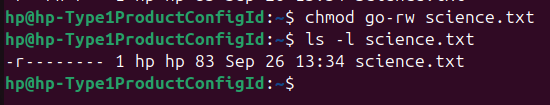 hp@hp-Type1ProductConfigId:~$ chmod go-rw science.txt
hp@hp-Type1ProductConfigId:~$ ls -l science.txt
-r-------- 1 hp hp 83 Sep 26 13:34 science.txt
hp@hp-Type1ProductConfigId:~$